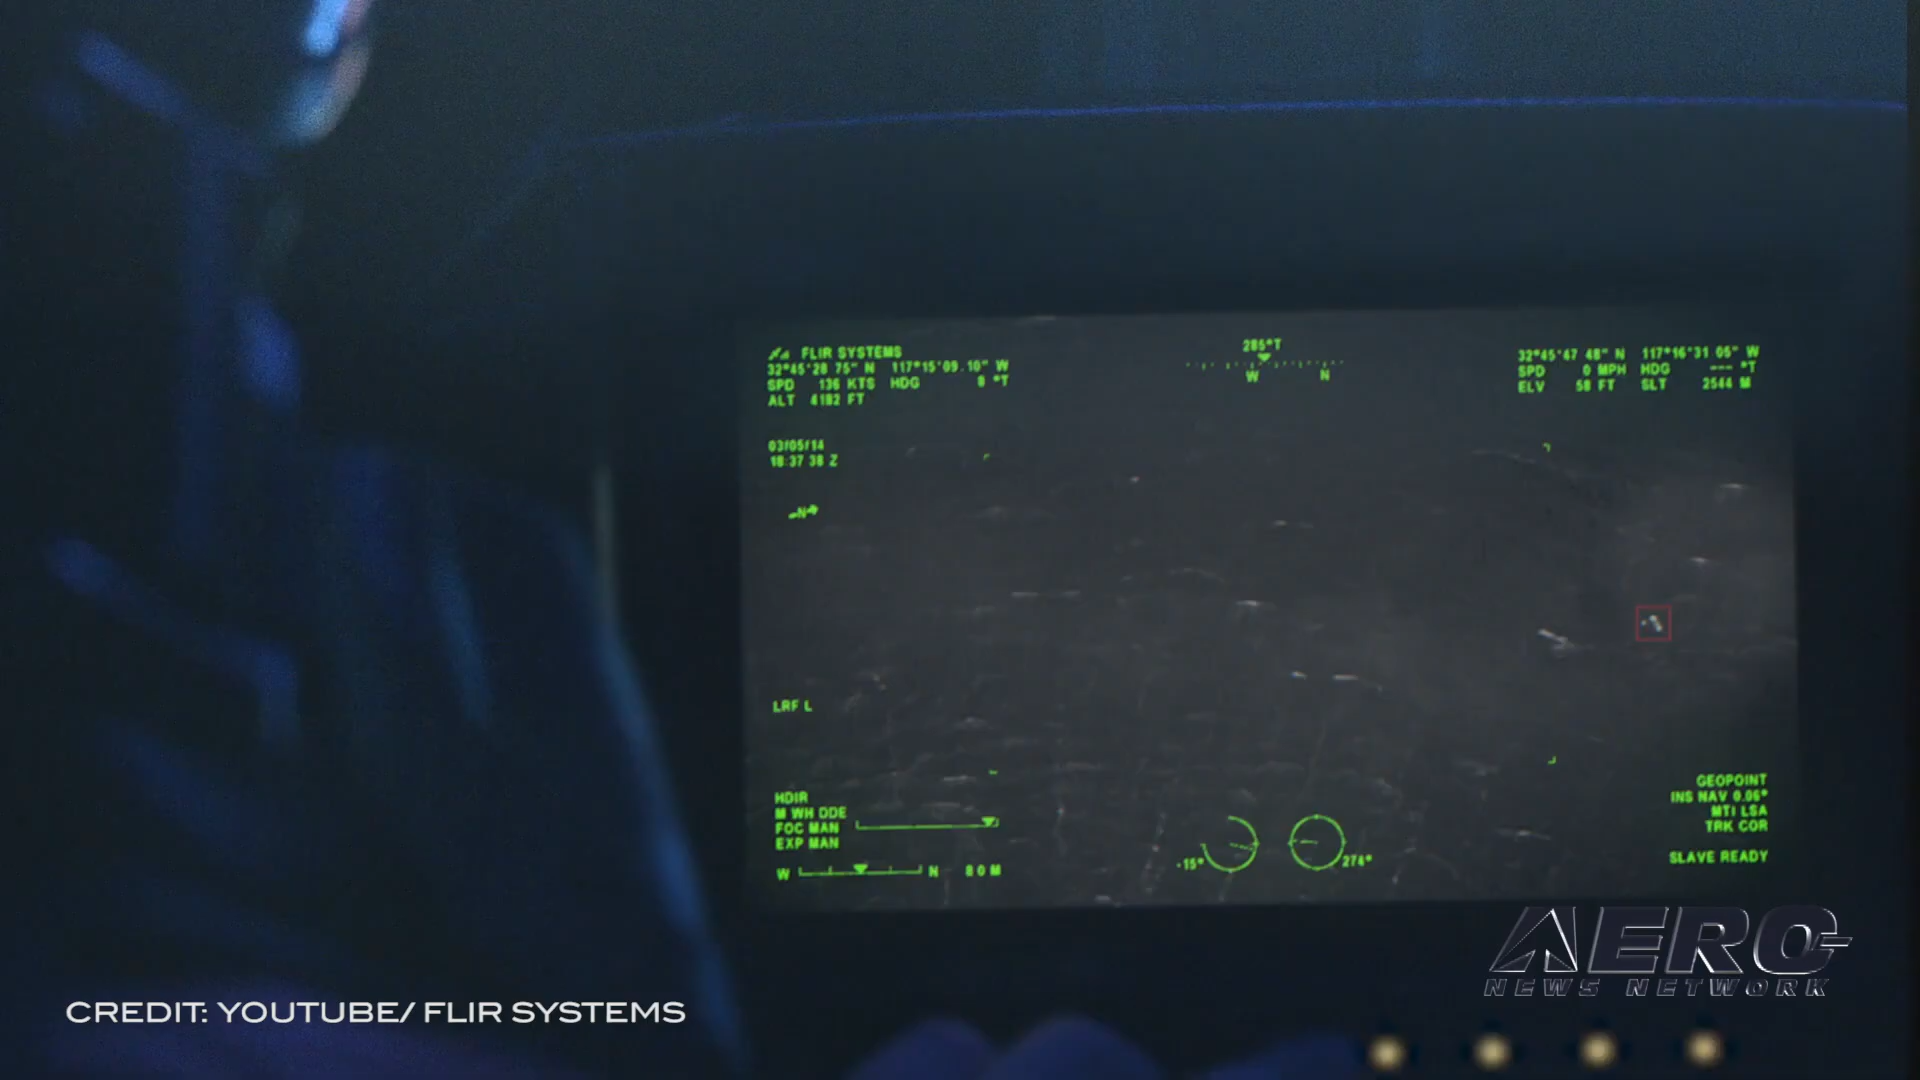 FLIR SYSTEMS
32°45'28 75" N 117°15'09.10" W
SPD 136 KTS HDG 8 °T
ALT 4182 FT
285°T
W N
32°45'47 48" N 117°16'31 05" W
SPD 0 MPH HDG --- °T
ELV 58 FT SLT 2544 M
03/05/14
18:37 38 Z
N
LRF L
HDIR
M WH DDE
FOC MAN
EXP MAN
W N 80M
-15°
274°
GEOPOINT
INS NAV 0.06°
MTI LSA
TRK COR
SLAVE READY
AERO
NEWS NETWORK
CREDIT: YOUTUBE/ FLIR SYSTEMS